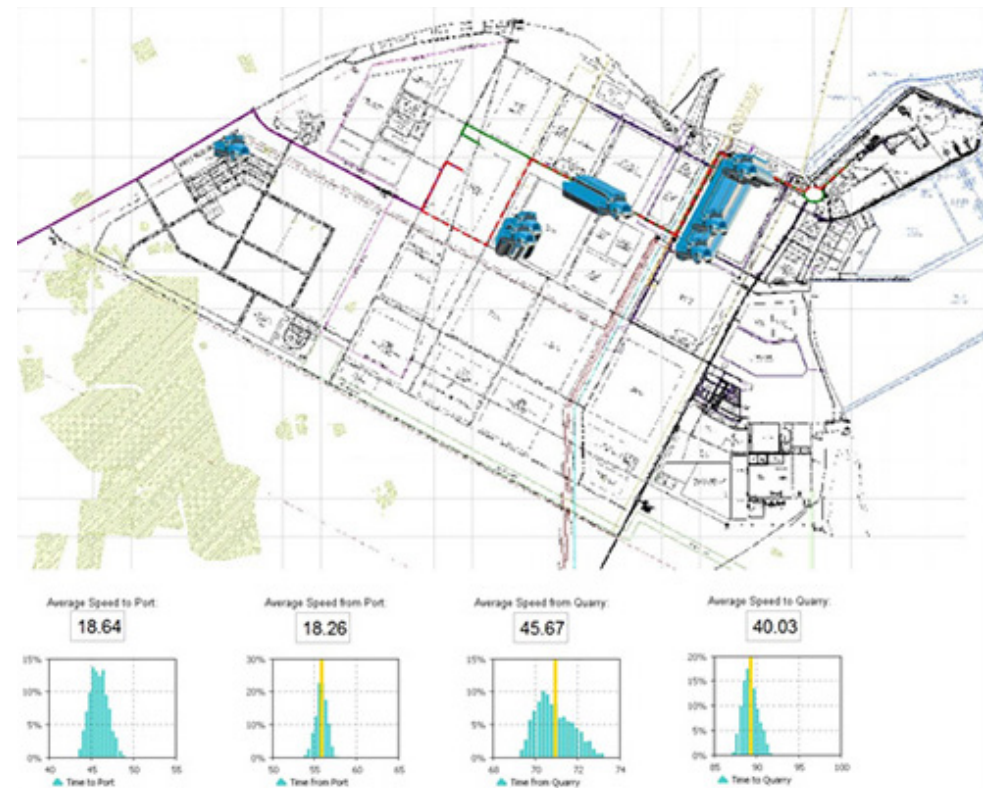 Average Speed to Port:
18.64
Average Speed from Port:
18.26
Average Speed from Quarry:
45.67
Average Speed to Quarry:
40.03
15%
10%
5%
0%
40 45 50 55
Time to Port
30%
20%
10%
0%
50 55 60 65
Time from Port
15%
10%
5%
0%
68 70 72 74
Time from Quarry
20%
15%
10%
5%
0%
85 90 95 100
Time to Quarry